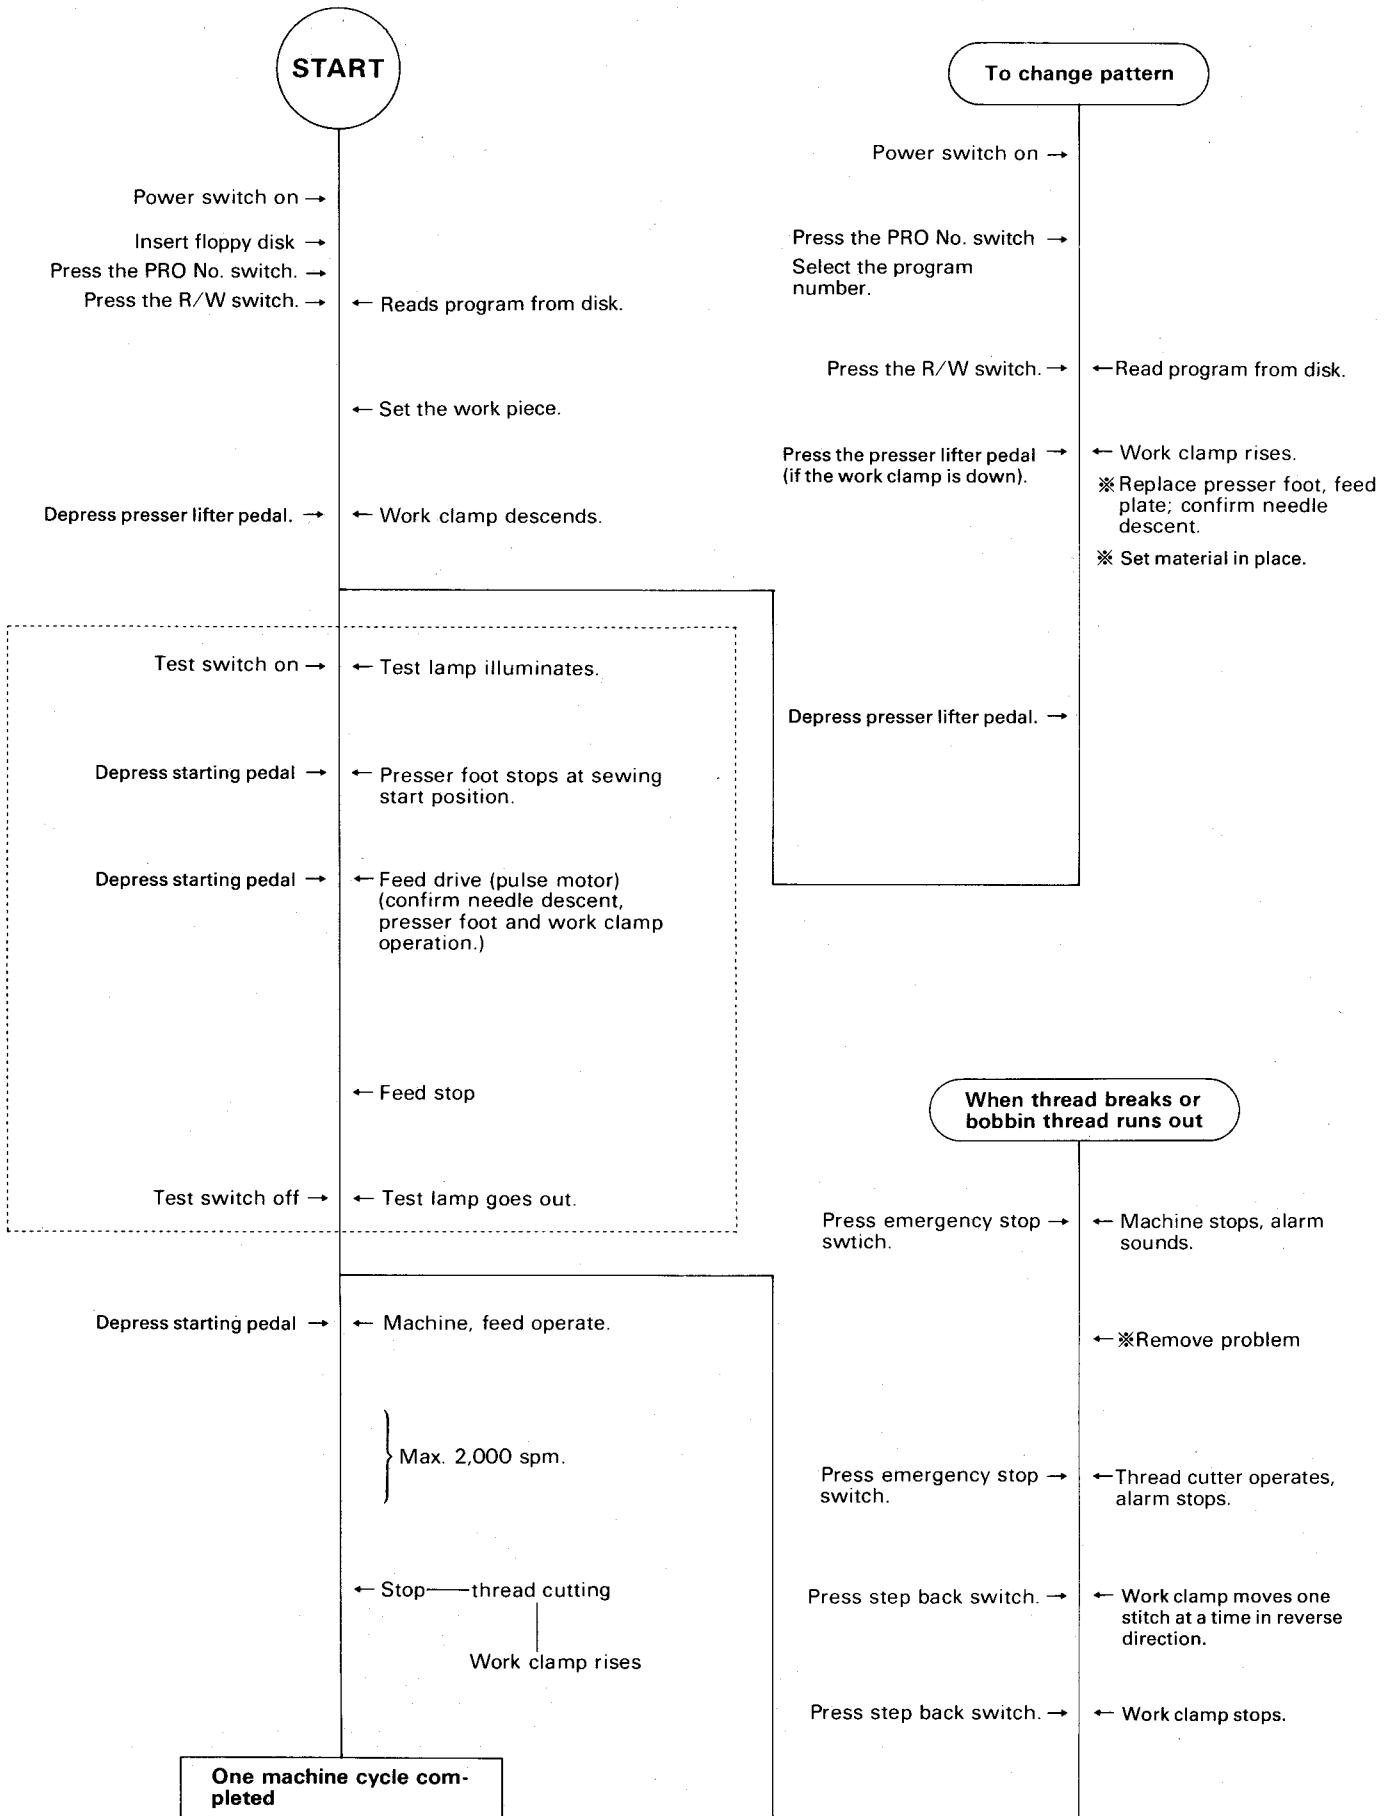 START
Power switch on →
Insert floppy disk →
Press the PRO No. switch. →
Press the R/W switch. →
← Reads program from disk.
← Set the work piece.
Depress presser lifter pedal. →
← Work clamp descends.
Test switch on →
← Test lamp illuminates.
Depress starting pedal →
← Presser foot stops at sewing
start position.
Depress starting pedal →
← Feed drive (pulse motor)
(confirm needle descent,
presser foot and work clamp
operation.)
← Feed stop
Test switch off →
← Test lamp goes out.
Depress starting pedal →
← Machine, feed operate.
Max. 2,000 spm.
← Stop——thread cutting
Work clamp rises
One machine cycle com-
pleted
To change pattern
Power switch on →
Press the PRO No. switch →
Select the program
number.
Press the R/W switch. →
←Read program from disk.
Press the presser lifter pedal →
(if the work clamp is down).
← Work clamp rises.
※Replace presser foot, feed
plate; confirm needle
descent.
※ Set material in place.
Depress presser lifter pedal. →
When thread breaks or
bobbin thread runs out
Press emergency stop →
swtich.
← Machine stops, alarm
sounds.
←※Remove problem
Press emergency stop →
switch.
←Thread cutter operates,
alarm stops.
Press step back switch. →
← Work clamp moves one
stitch at a time in reverse
direction.
Press step back switch. →
← Work clamp stops.